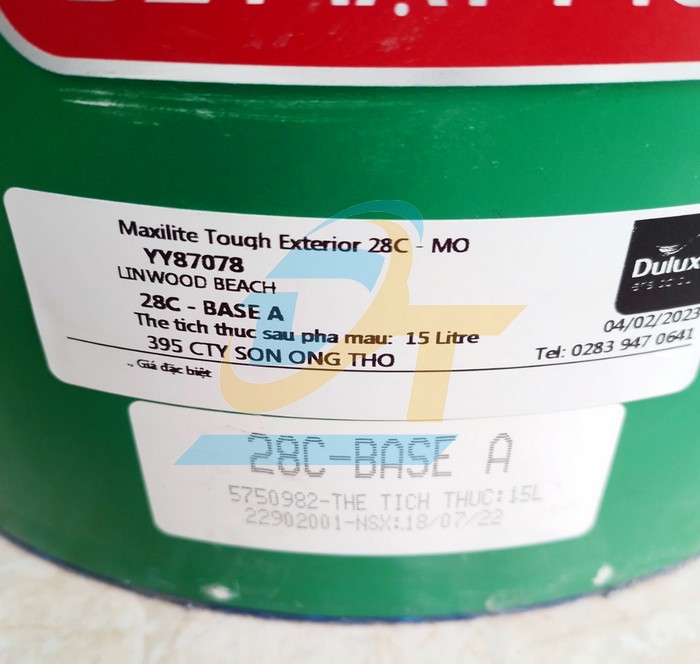 Maxilite Tough Exterior 28C - MO
YY87078
LINWOOD BEACH
28C - BASE A
The tich thuc sau pha mau: 15 Litre
395 CTY SON ONG THO
Giá đặc biệt
Dulux
04/02/2023
Tel: 0283 947 0641
28C-BASE A
5750982-THE TICH THUC:15L
22902001-NSX:18/07/22
DT